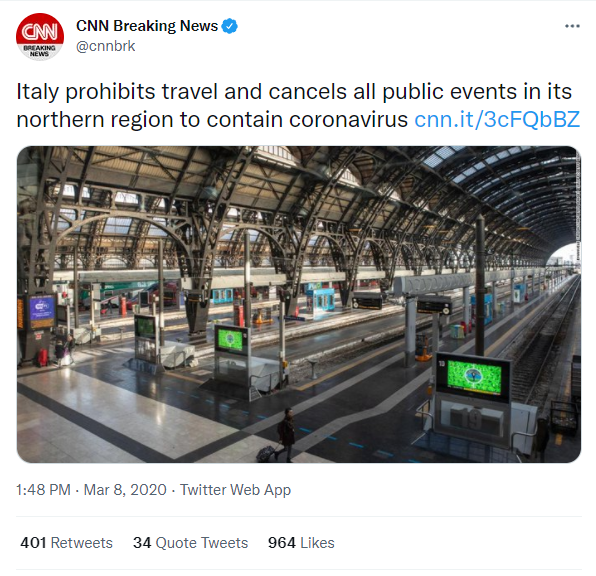 CNN
BREAKING
NEWS
CNN Breaking News
@cnnbrk
Italy prohibits travel and cancels all public events in its
northern region to contain coronavirus cnn.it/3cFQbBZ
1:48 PM · Mar 8, 2020 · Twitter Web App
401 Retweets 34 Quote Tweets 964 Likes